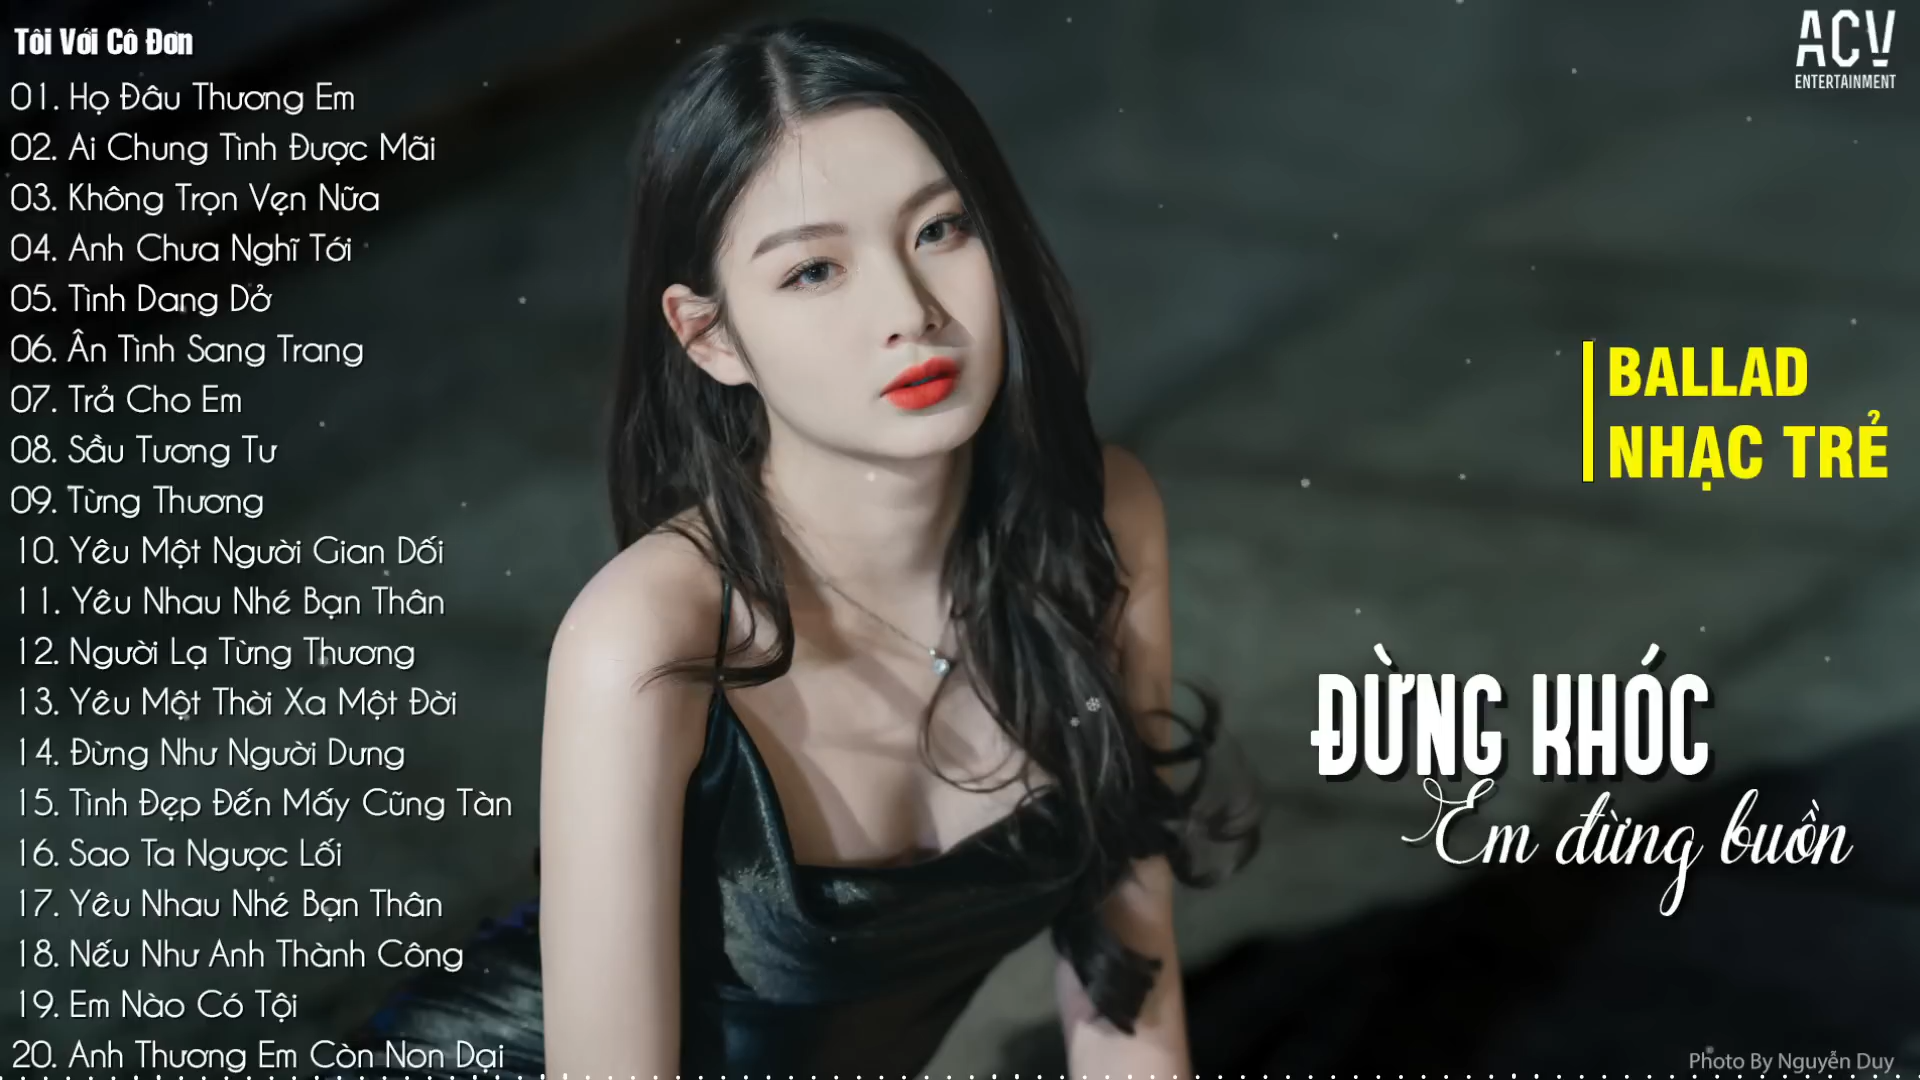 Tôi Với Cô Đơn
01. Họ Đâu Thương Em
02. Ai Chung Tình Được Mãi
03. Không Trọn Vẹn Nữa
04. Anh Chưa Nghĩ Tới
05. Tình Dang Dở
06. Ân Tình Sang Trang
07. Trả Cho Em
08. Sầu Tương Tư
09. Từng Thương
10. Yêu Một Người Gian Dối
11. Yêu Nhau Nhé Bạn Thân
12. Người Lạ Từng Thương
13. Yêu Một Thời Xa Một Đời
14. Đừng Như Người Dưng
15. Tình Đẹp Đến Mấy Cũng Tàn
16. Sao Ta Ngược Lối
17. Yêu Nhau Nhé Bạn Thân
18. Nếu Như Anh Thành Công
19. Em Nào Có Tội
20. Anh Thương Em Còn Non Dại
ACV
ENTERTAINMENT
BALLAD
NHẠC TRẺ
ĐỪNG KHÓC
Em đừng buồn
Photo By Nguyễn Duy